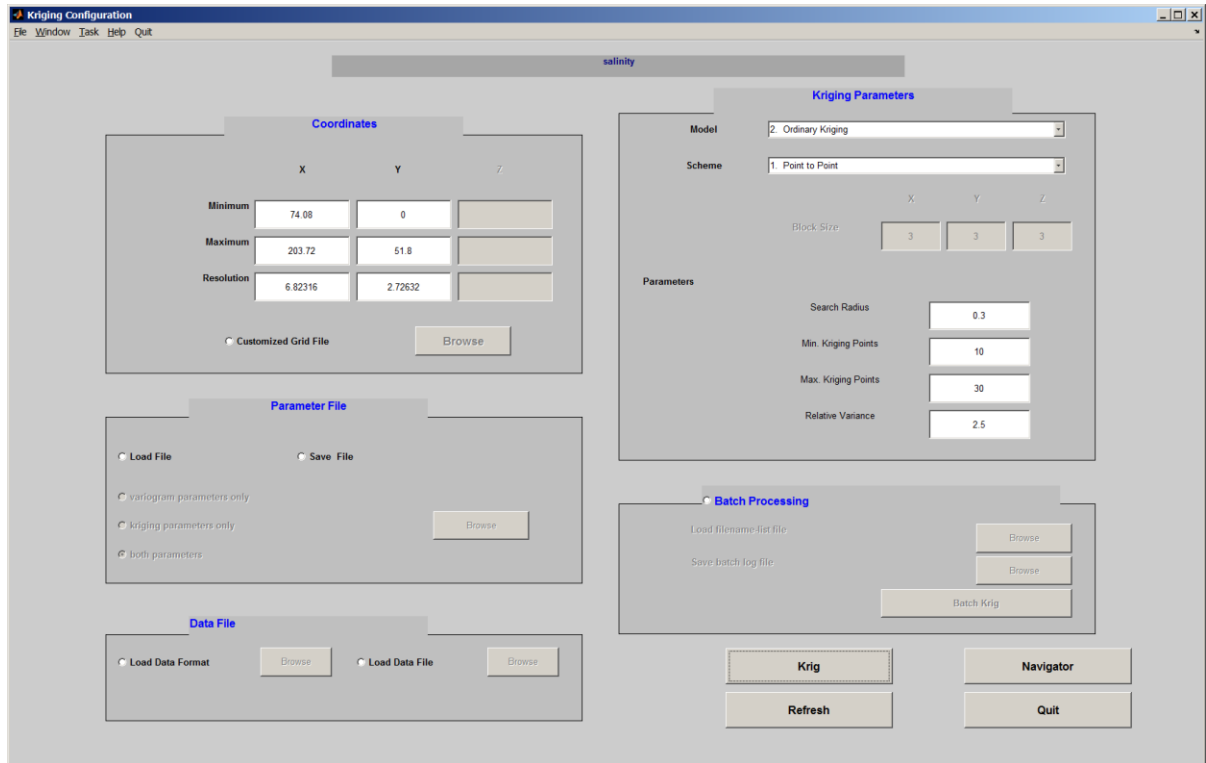 Kriging Configuration
File Window Task Help Quit
salinity
Coordinates
X Y Z
Minimum 74.08 0
Maximum 203.72 51.8
Resolution 6.82316 2.72632
Customized Grid File Browse
Parameter File
Load File Save File
variogram parameters only
kriging parameters only Browse
both parameters
Data File
Load Data Format Browse Load Data File Browse
Kriging Parameters
Model 2. Ordinary Kriging
Scheme 1. Point to Point
X Y Z
Block Size 3 3 3
Parameters
Search Radius 0.3
Min. Kriging Points 10
Max. Kriging Points 30
Relative Variance 2.5
Batch Processing
Load filename-list file Browse
Save batch log file Browse
Batch Krig
Krig Navigator
Refresh Quit